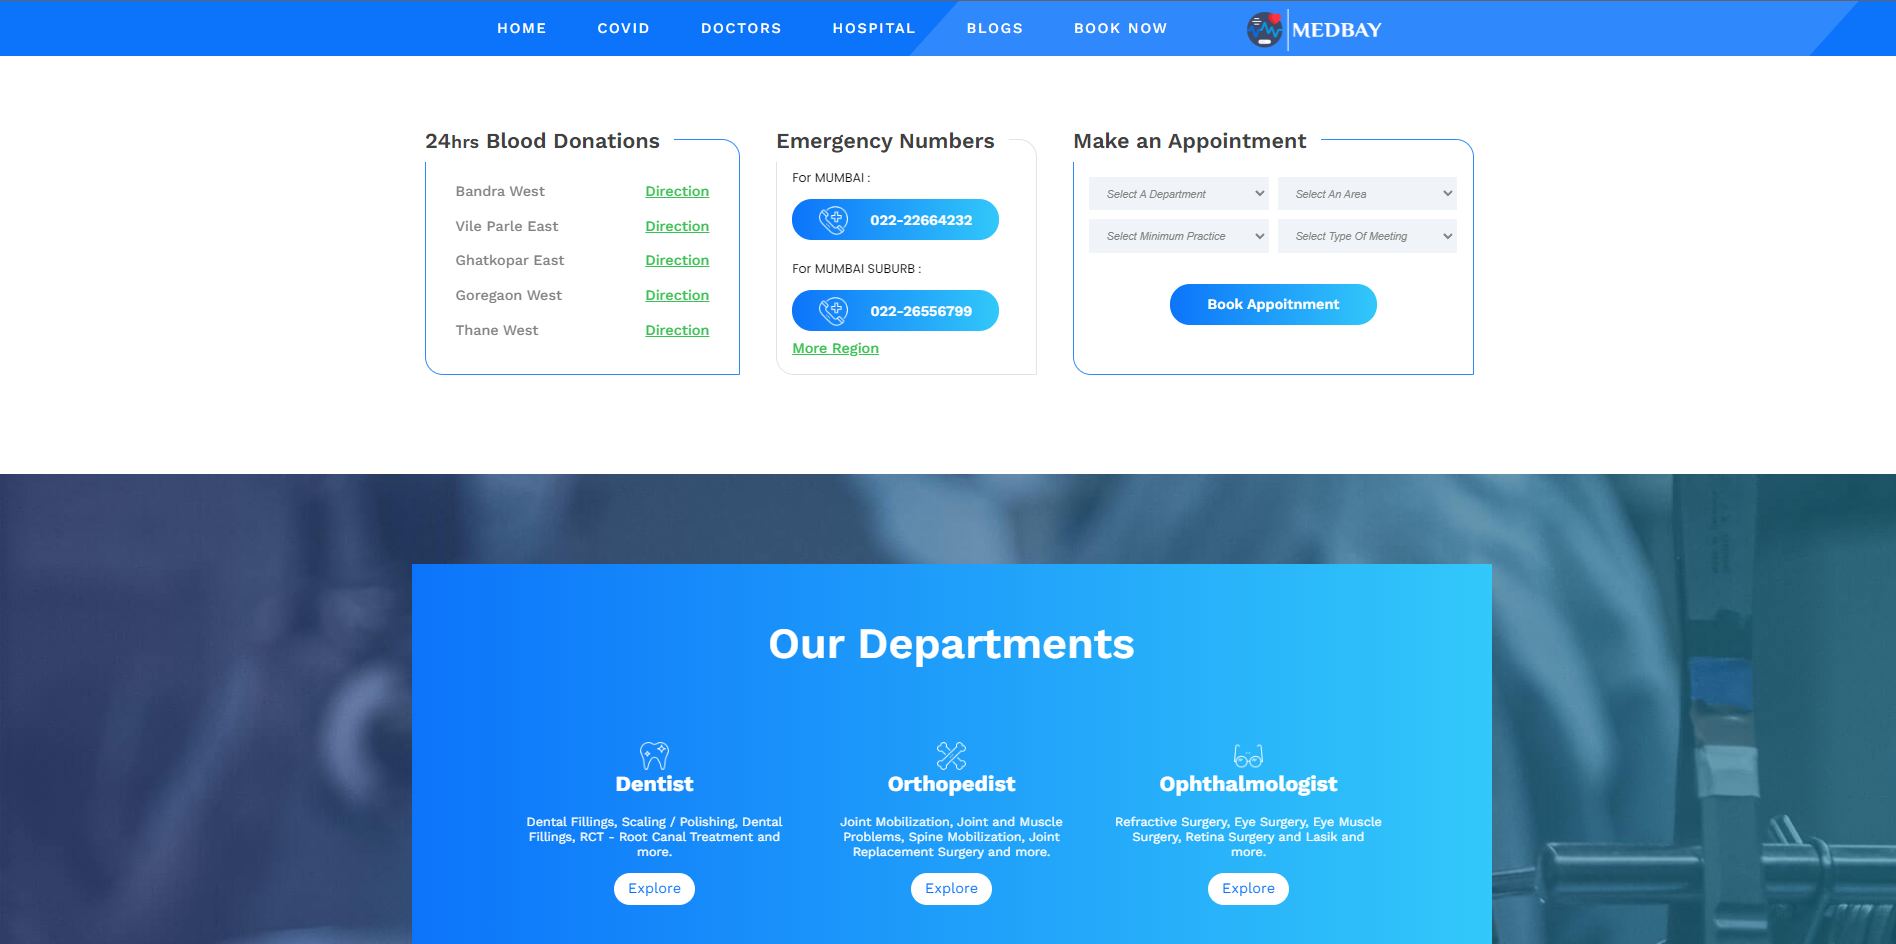 HOME COVID DOCTORS HOSPITAL BLOGS BOOK NOW MEDBAY
24hrs Blood Donations
Bandra West Direction
Vile Parle East Direction
Ghatkopar East Direction
Goregaon West Direction
Thane West Direction
Emergency Numbers
For MUMBAI :
022-22664232
For MUMBAI SUBURB :
022-26556799
More Region
Make an Appointment
Select A Department Select An Area
Select Minimum Practice Select Type Of Meeting
Book Appoitnment
Our Departments
Dentist
Dental Fillings, Scaling / Polishing, Dental
Fillings, RCT - Root Canal Treatment and
more.
Explore
Orthopedist
Joint Mobilization, Joint and Muscle
Problems, Spine Mobilization, Joint
Replacement Surgery and more.
Explore
Ophthalmologist
Refractive Surgery, Eye Surgery, Eye Muscle
Surgery, Retina Surgery and Lasik and
more.
Explore